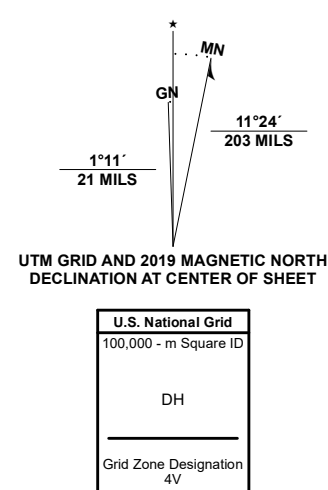 ★
MN
GN
11°24´
203 MILS
1°11´
21 MILS
UTM GRID AND 2019 MAGNETIC NORTH
DECLINATION AT CENTER OF SHEET
U.S. National Grid
100,000 - m Square ID
DH
Grid Zone Designation
4V